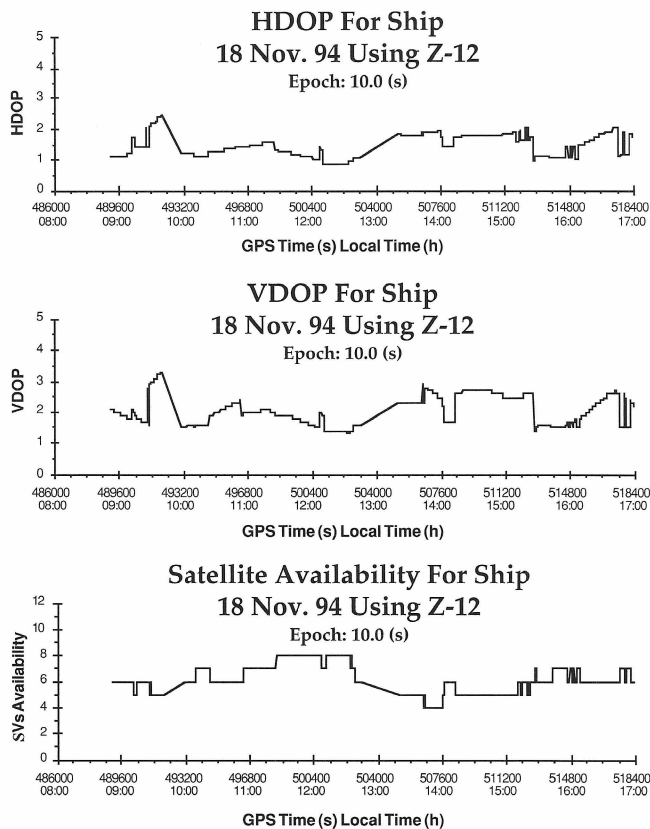 HDOP For Ship
18 Nov. 94 Using Z-12
Epoch: 10.0 (s)
5
4
3
2
1
0
HDOP
486000 489600 493200 496800 500400 504000 507600 511200 514800 518400
08:00 09:00 10:00 11:00 12:00 13:00 14:00 15:00 16:00 17:00
GPS Time (s) Local Time (h)
VDOP For Ship
18 Nov. 94 Using Z-12
Epoch: 10.0 (s)
5
4
3
2
1
0
VDOP
486000 489600 493200 496800 500400 504000 507600 511200 514800 518400
08:00 09:00 10:00 11:00 12:00 13:00 14:00 15:00 16:00 17:00
GPS Time (s) Local Time (h)
Satellite Availability For Ship
18 Nov. 94 Using Z-12
Epoch: 10.0 (s)
12
10
8
6
4
2
0
SVs Availability
486000 489600 493200 496800 500400 504000 507600 511200 514800 518400
08:00 09:00 10:00 11:00 12:00 13:00 14:00 15:00 16:00 17:00
GPS Time (s) Local Time (h)